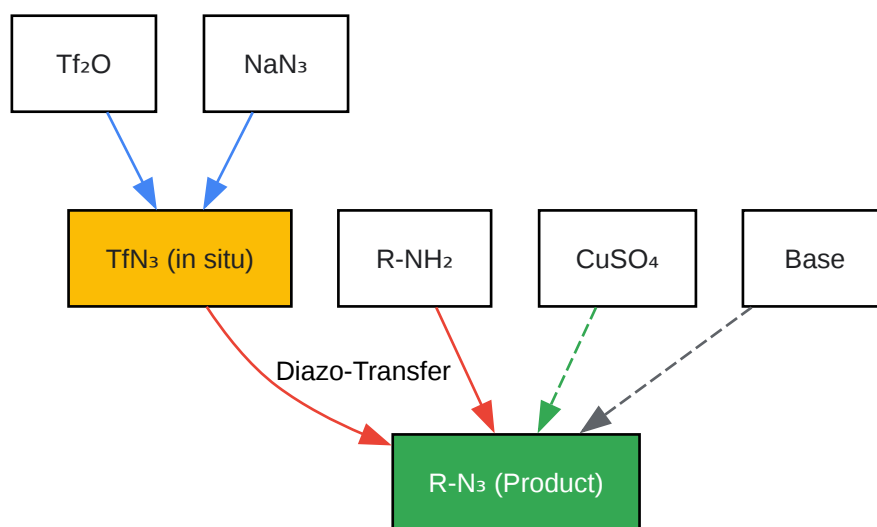 Tf₂O
NaN₃
TfN₃ (in situ)
R-NH₂
CuSO₄
Base
Diazo-Transfer
R-N₃ (Product)